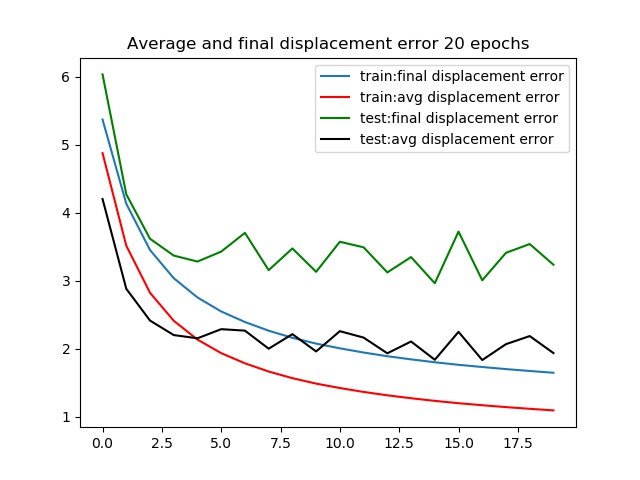 Average and final displacement error 20 epochs
train:final displacement error
train:avg displacement error
test:final displacement error
test:avg displacement error
6
5
4
3
2
1
0.0 2.5 5.0 7.5 10.0 12.5 15.0 17.5